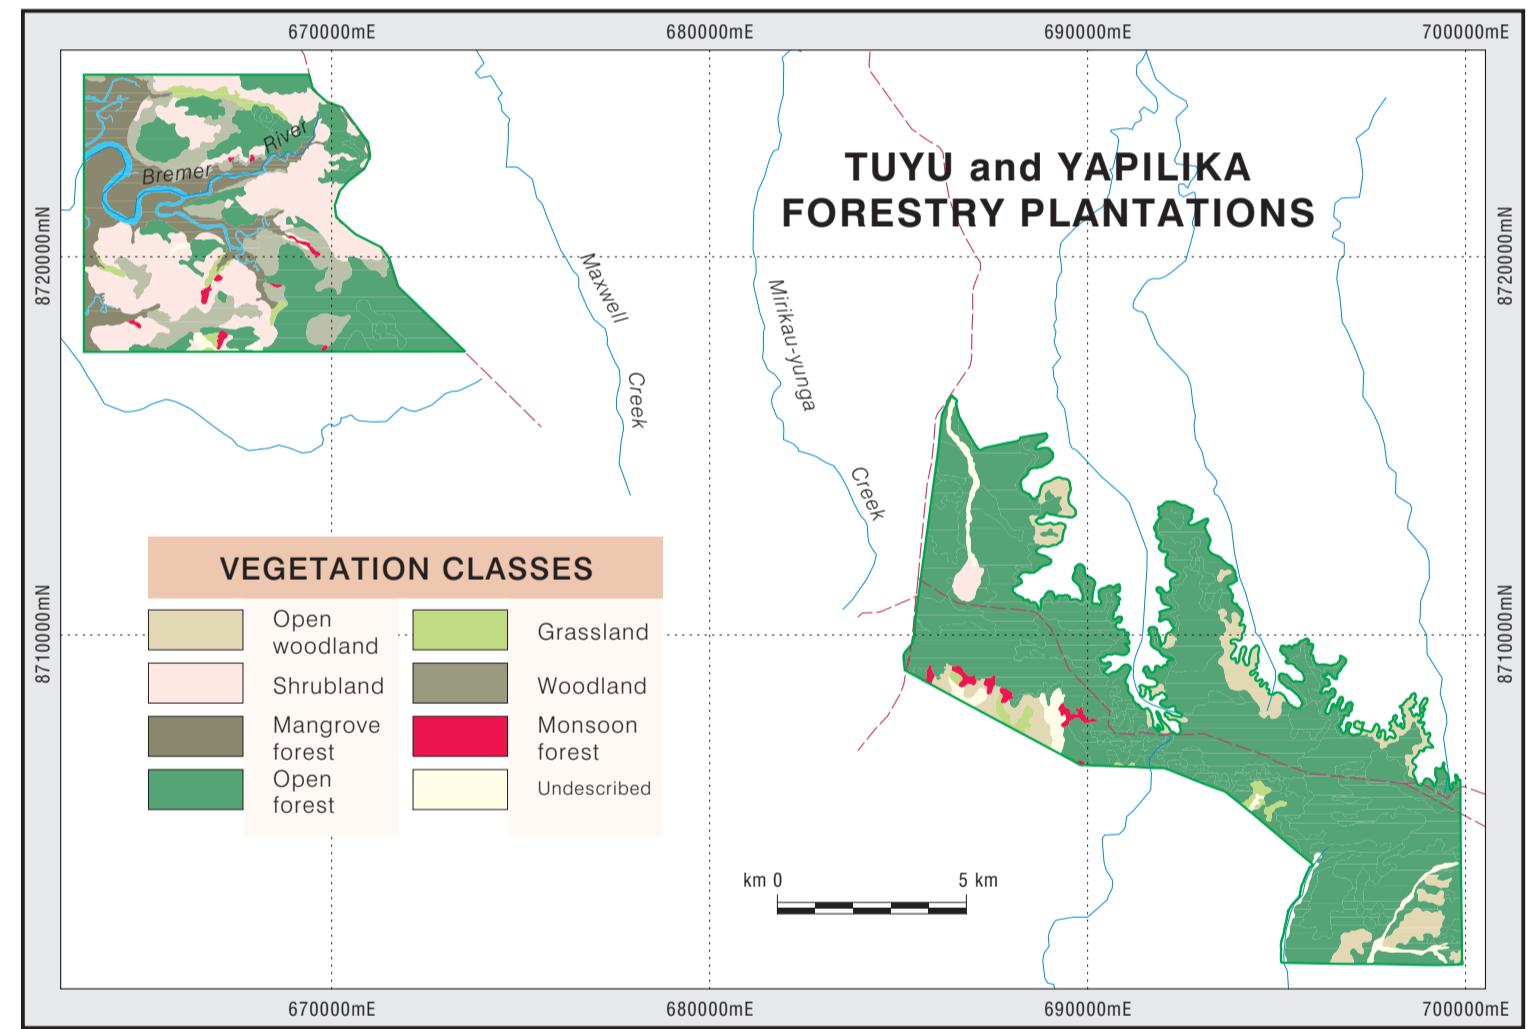 670000mE
680000mE
690000mE
700000mE
TUYU and YAPILIKA
FORESTRY PLANTATIONS
Bremer River
8720000mN
8720000mN
Maxwell
Creek
Mirikau-yunga
Creek
VEGETATION CLASSES
Open
woodland
Grassland
Shrubland
Woodland
Mangrove
forest
Monsoon
forest
Open
forest
Undescribed
8710000mN
8710000mN
km 0
5 km
670000mE
680000mE
690000mE
700000mE